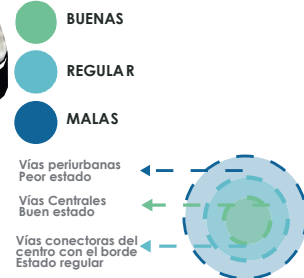 BUENAS
REGULAR
MALAS
Vías periurbanas
Peor estado
Vías Centrales
Buen estado
Vías conectoras del
centro con el borde
Estado regular